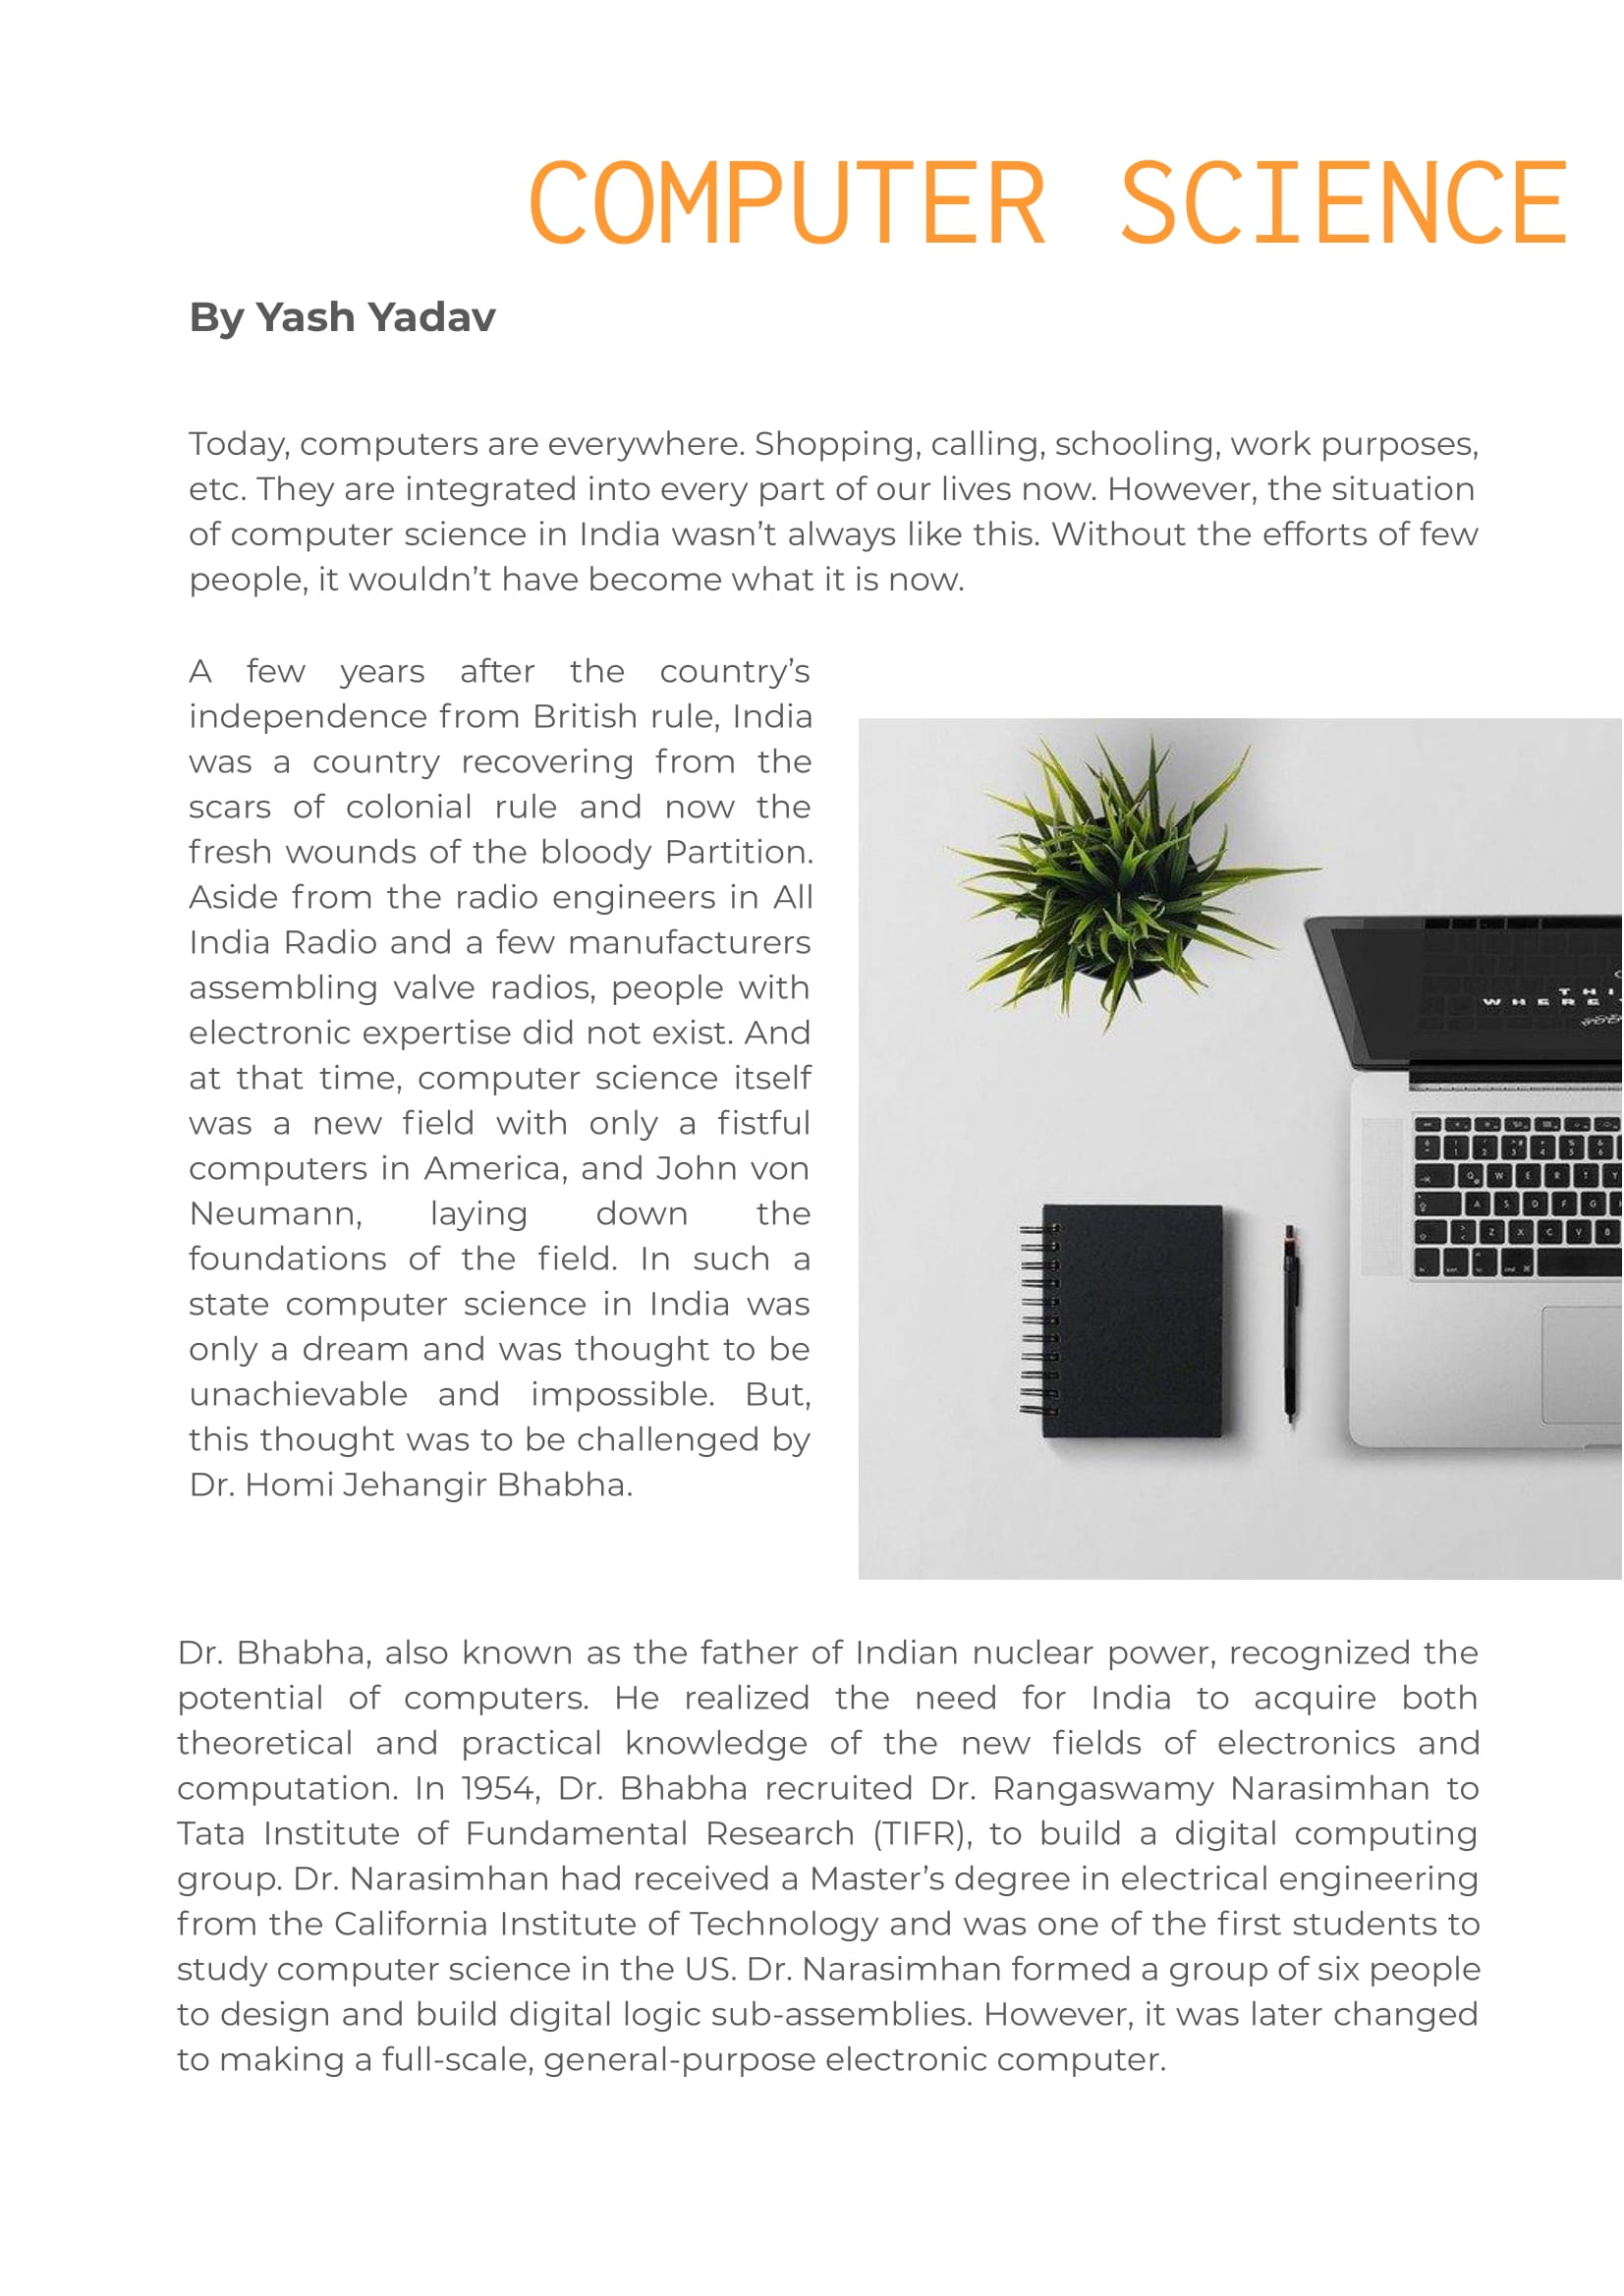 COMPUTER SCIENCE
By Yash Yadav
Today, computers are everywhere. Shopping, calling, schooling, work purposes,
etc. They are integrated into every part of our lives now. However, the situation
of computer science in India wasn’t always like this. Without the efforts of few
people, it wouldn’t have become what it is now.
A few years after the country’s
independence from British rule, India
was a country recovering from the
scars of colonial rule and now the
fresh wounds of the bloody Partition.
Aside from the radio engineers in All
India Radio and a few manufacturers
assembling valve radios, people with
electronic expertise did not exist. And
at that time, computer science itself
was a new field with only a fistful
computers in America, and John von
Neumann, laying down the
foundations of the field. In such a
state computer science in India was
only a dream and was thought to be
unachievable and impossible. But,
this thought was to be challenged by
Dr. Homi Jehangir Bhabha.
THI
WHERE
Dr. Bhabha, also known as the father of Indian nuclear power, recognized the
potential of computers. He realized the need for India to acquire both
theoretical and practical knowledge of the new fields of electronics and
computation. In 1954, Dr. Bhabha recruited Dr. Rangaswamy Narasimhan to
Tata Institute of Fundamental Research (TIFR), to build a digital computing
group. Dr. Narasimhan had received a Master’s degree in electrical engineering
from the California Institute of Technology and was one of the first students to
study computer science in the US. Dr. Narasimhan formed a group of six people
to design and build digital logic sub-assemblies. However, it was later changed
to making a full-scale, general-purpose electronic computer.